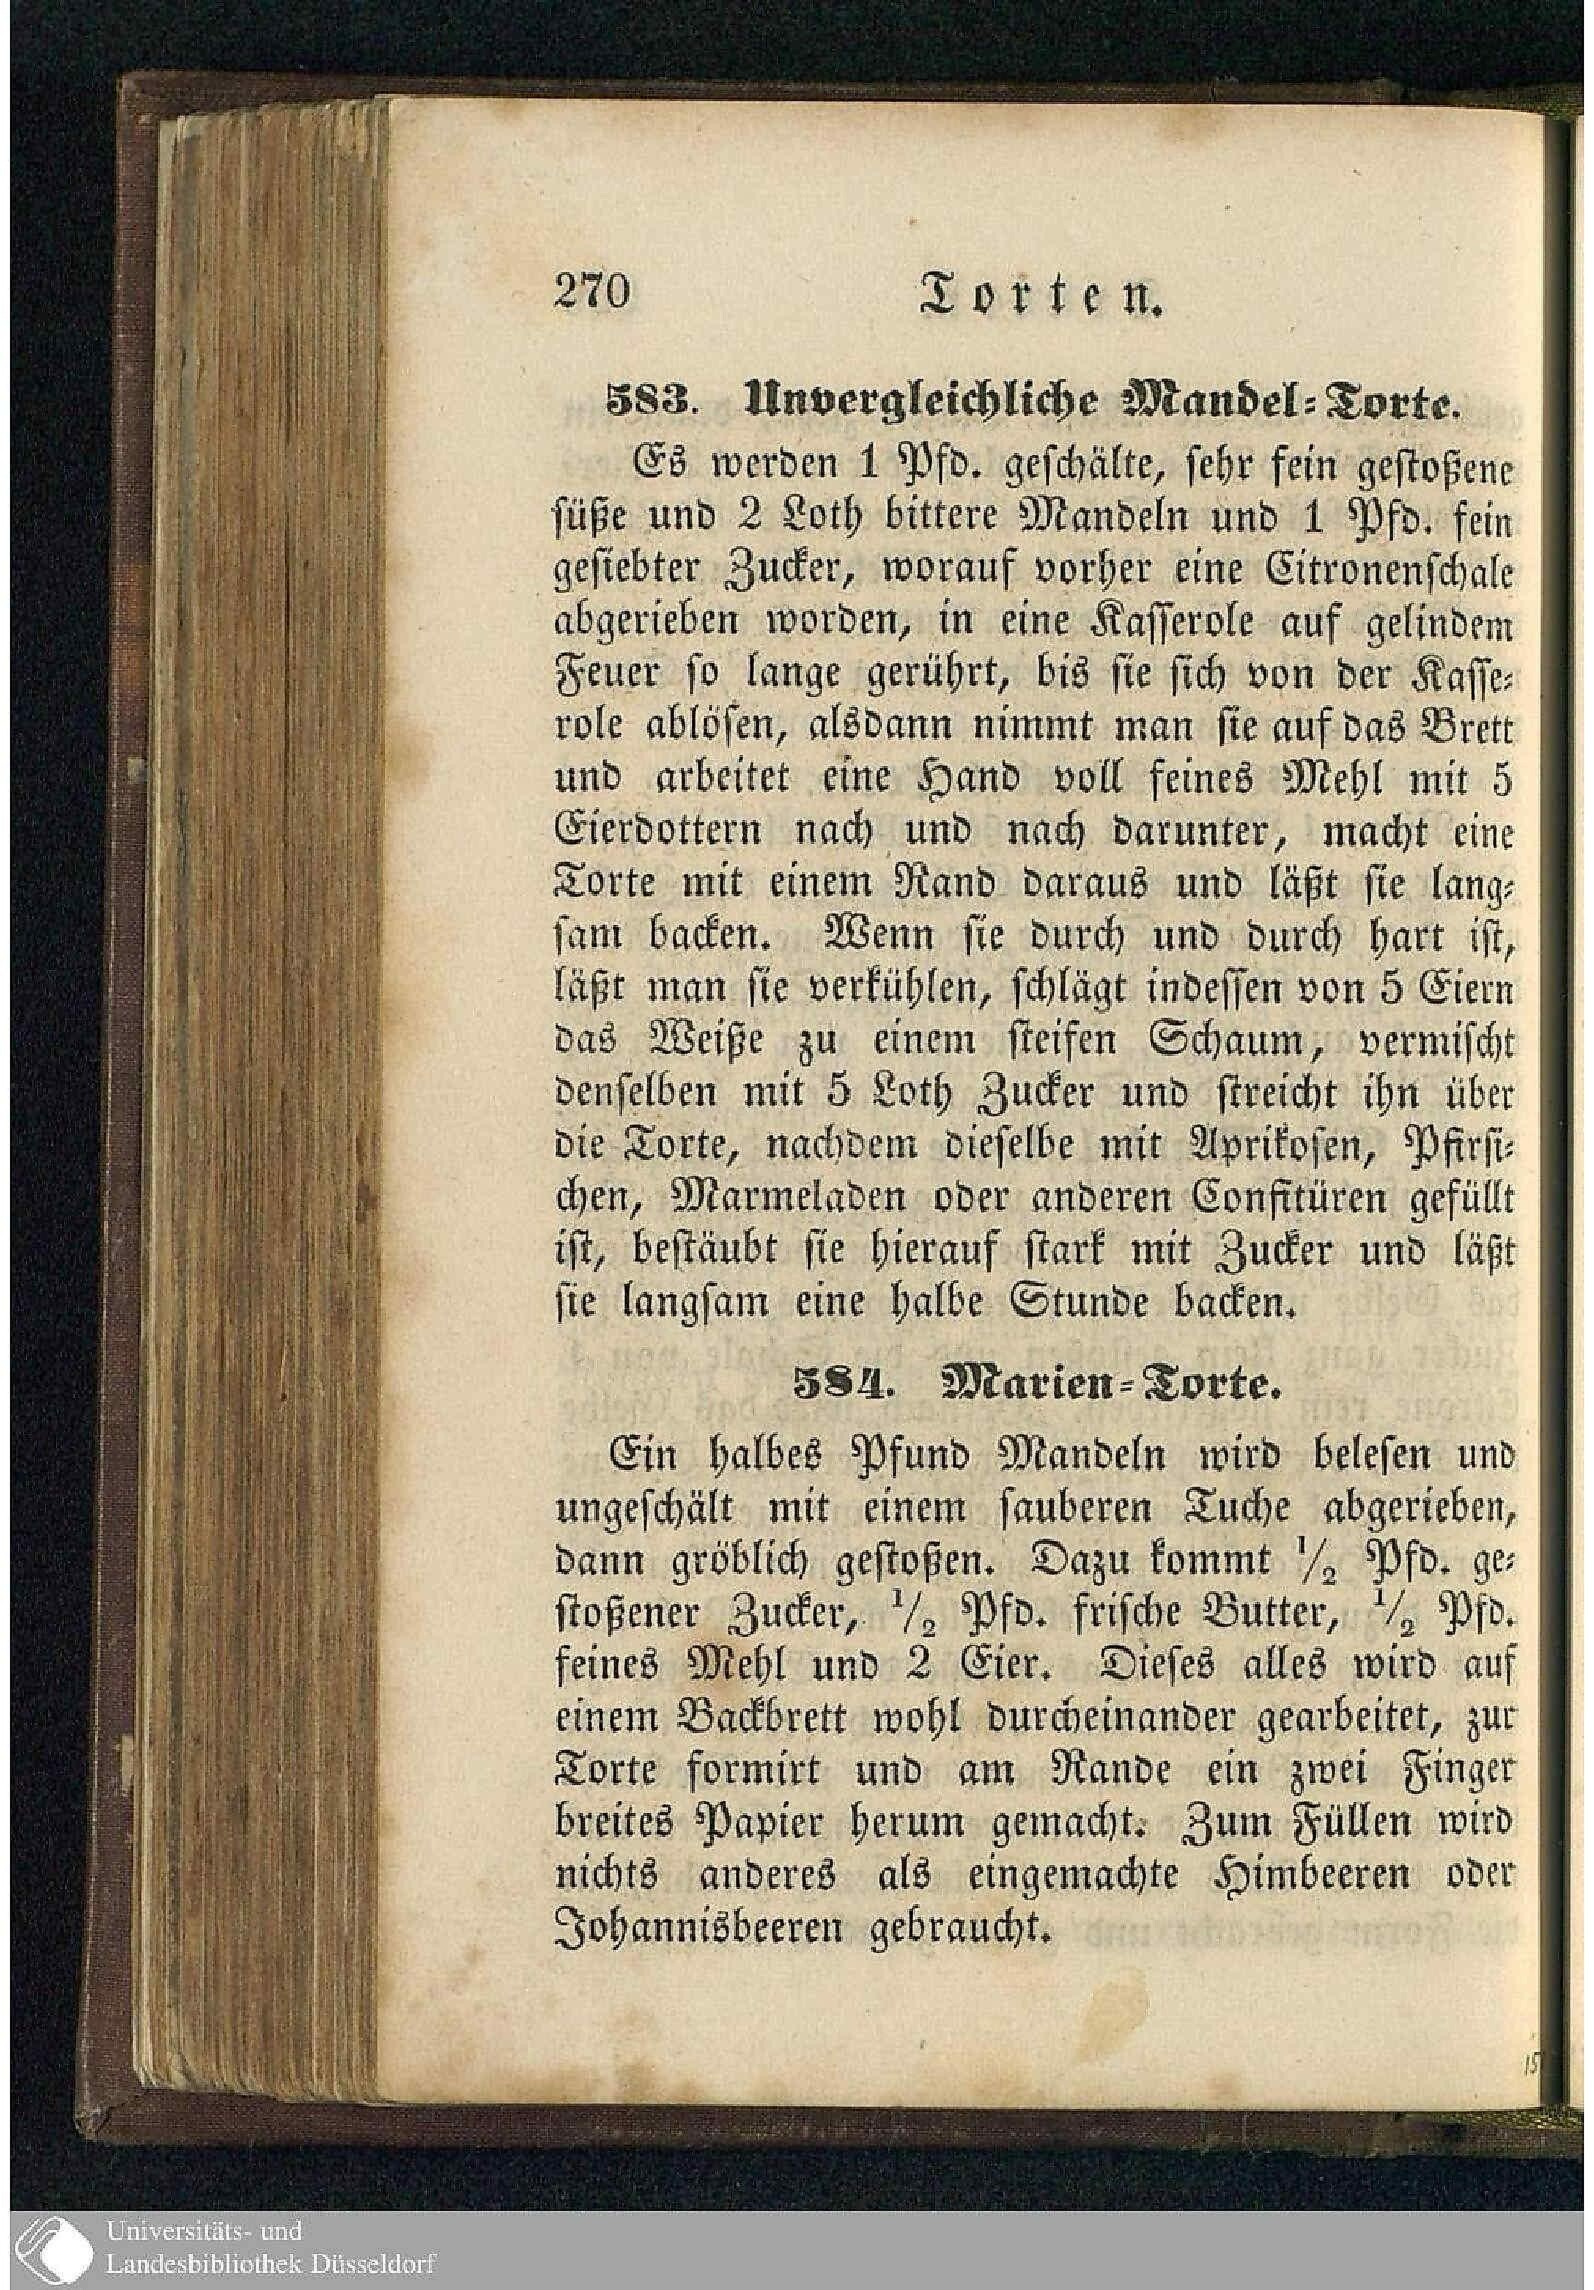 270 Torten.
583. Unvergleichliche Mandel-Torte.
Es werden 1 Pfd. geschälte, sehr fein gestoßene
süße und 2 Loth bittere Mandeln und 1 Pfd. fein
gesiebter Zucker, worauf vorher eine Citronenschale
abgerieben worden, in eine Kasserole auf gelindem
Feuer so lange gerührt, bis sie sich von der Kasse-
role ablösen, alsdann nimmt man sie auf das Brett
und arbeitet eine Hand voll feines Mehl mit 5
Eierdottern nach und nach darunter, macht eine
Torte mit einem Rand daraus und läßt sie lang-
sam backen. Wenn sie durch und durch hart ist,
läßt man sie verkühlen, schlägt indessen von 5 Eiern
das Weiße zu einem steifen Schaum, vermischt
denselben mit 5 Loth Zucker und streicht ihn über
die Torte, nachdem dieselbe mit Aprikosen, Pfirsi-
chen, Marmeladen oder anderen Confitüren gefüllt
ist, bestäubt sie hierauf stark mit Zucker und läßt
sie langsam eine halbe Stunde backen.
584. Marien-Torte.
Ein halbes Pfund Mandeln wird belesen und
ungeschält mit einem sauberen Tuche abgerieben,
dann gröblich gestoßen. Dazu kommt 1/2 Pfd. ge-
stoßener Zucker, 1/2 Pfd. frische Butter, 1/2 Pfd.
feines Mehl und 2 Eier. Dieses alles wird auf
einem Backbrett wohl durcheinander gearbeitet, zur
Torte formirt und am Rande ein zwei Finger
breites Papier herum gemacht. Zum Füllen wird
nichts anderes als eingemachte Himbeeren oder
Johannisbeeren gebraucht.
15
Universitäts- und
Landesbibliothek Düsseldorf